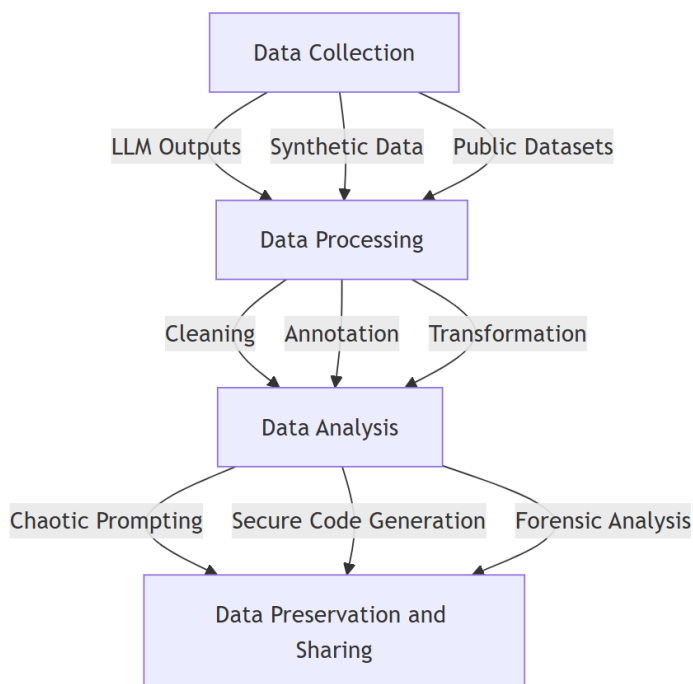 Data Collection
LLM Outputs
Synthetic Data
Public Datasets
Data Processing
Cleaning
Annotation
Transformation
Data Analysis
Chaotic Prompting
Secure Code Generation
Forensic Analysis
Data Preservation and
Sharing